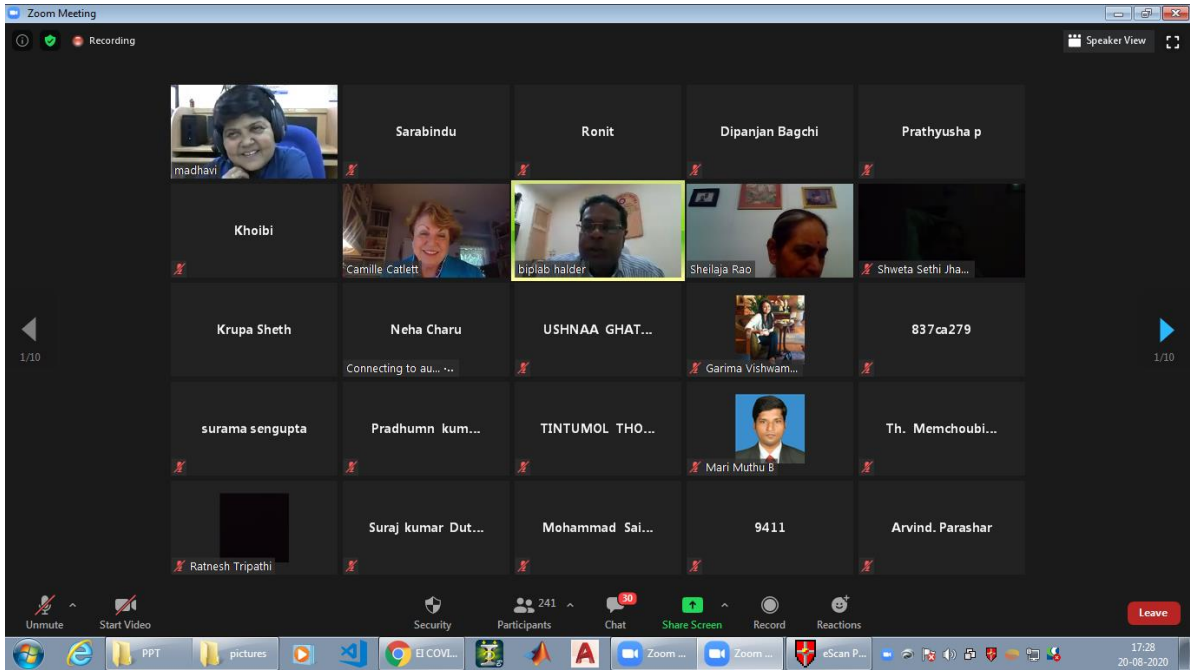 Zoom Meeting
Recording
Speaker View
madhavi
Sarabindu
Ronit
Dipanjan Bagchi
Prathyusha p
Khoibi
Camille Catlett
biplab halder
Sheilaja Rao
Shweta Sethi Jha...
Krupa Sheth
Neha Charu
Connecting to au... ··
USHNAA GHAT...
Garima Vishwam...
837ca279
1/10
1/10
surama sengupta
Pradhumn kum...
TINTUMOL THO...
Mari Muthu B
Th. Memchoubi...
Ratnesh Tripathi
Suraj kumar Dut...
Mohammad Sai...
9411
Arvind. Parashar
Unmute
Start Video
Security
241
Participants
30
Chat
Share Screen
Record
Reactions
Leave
PPT
pictures
EI COVI...
Zoom ...
Zoom ...
eScan P...
17:28
20-08-2020